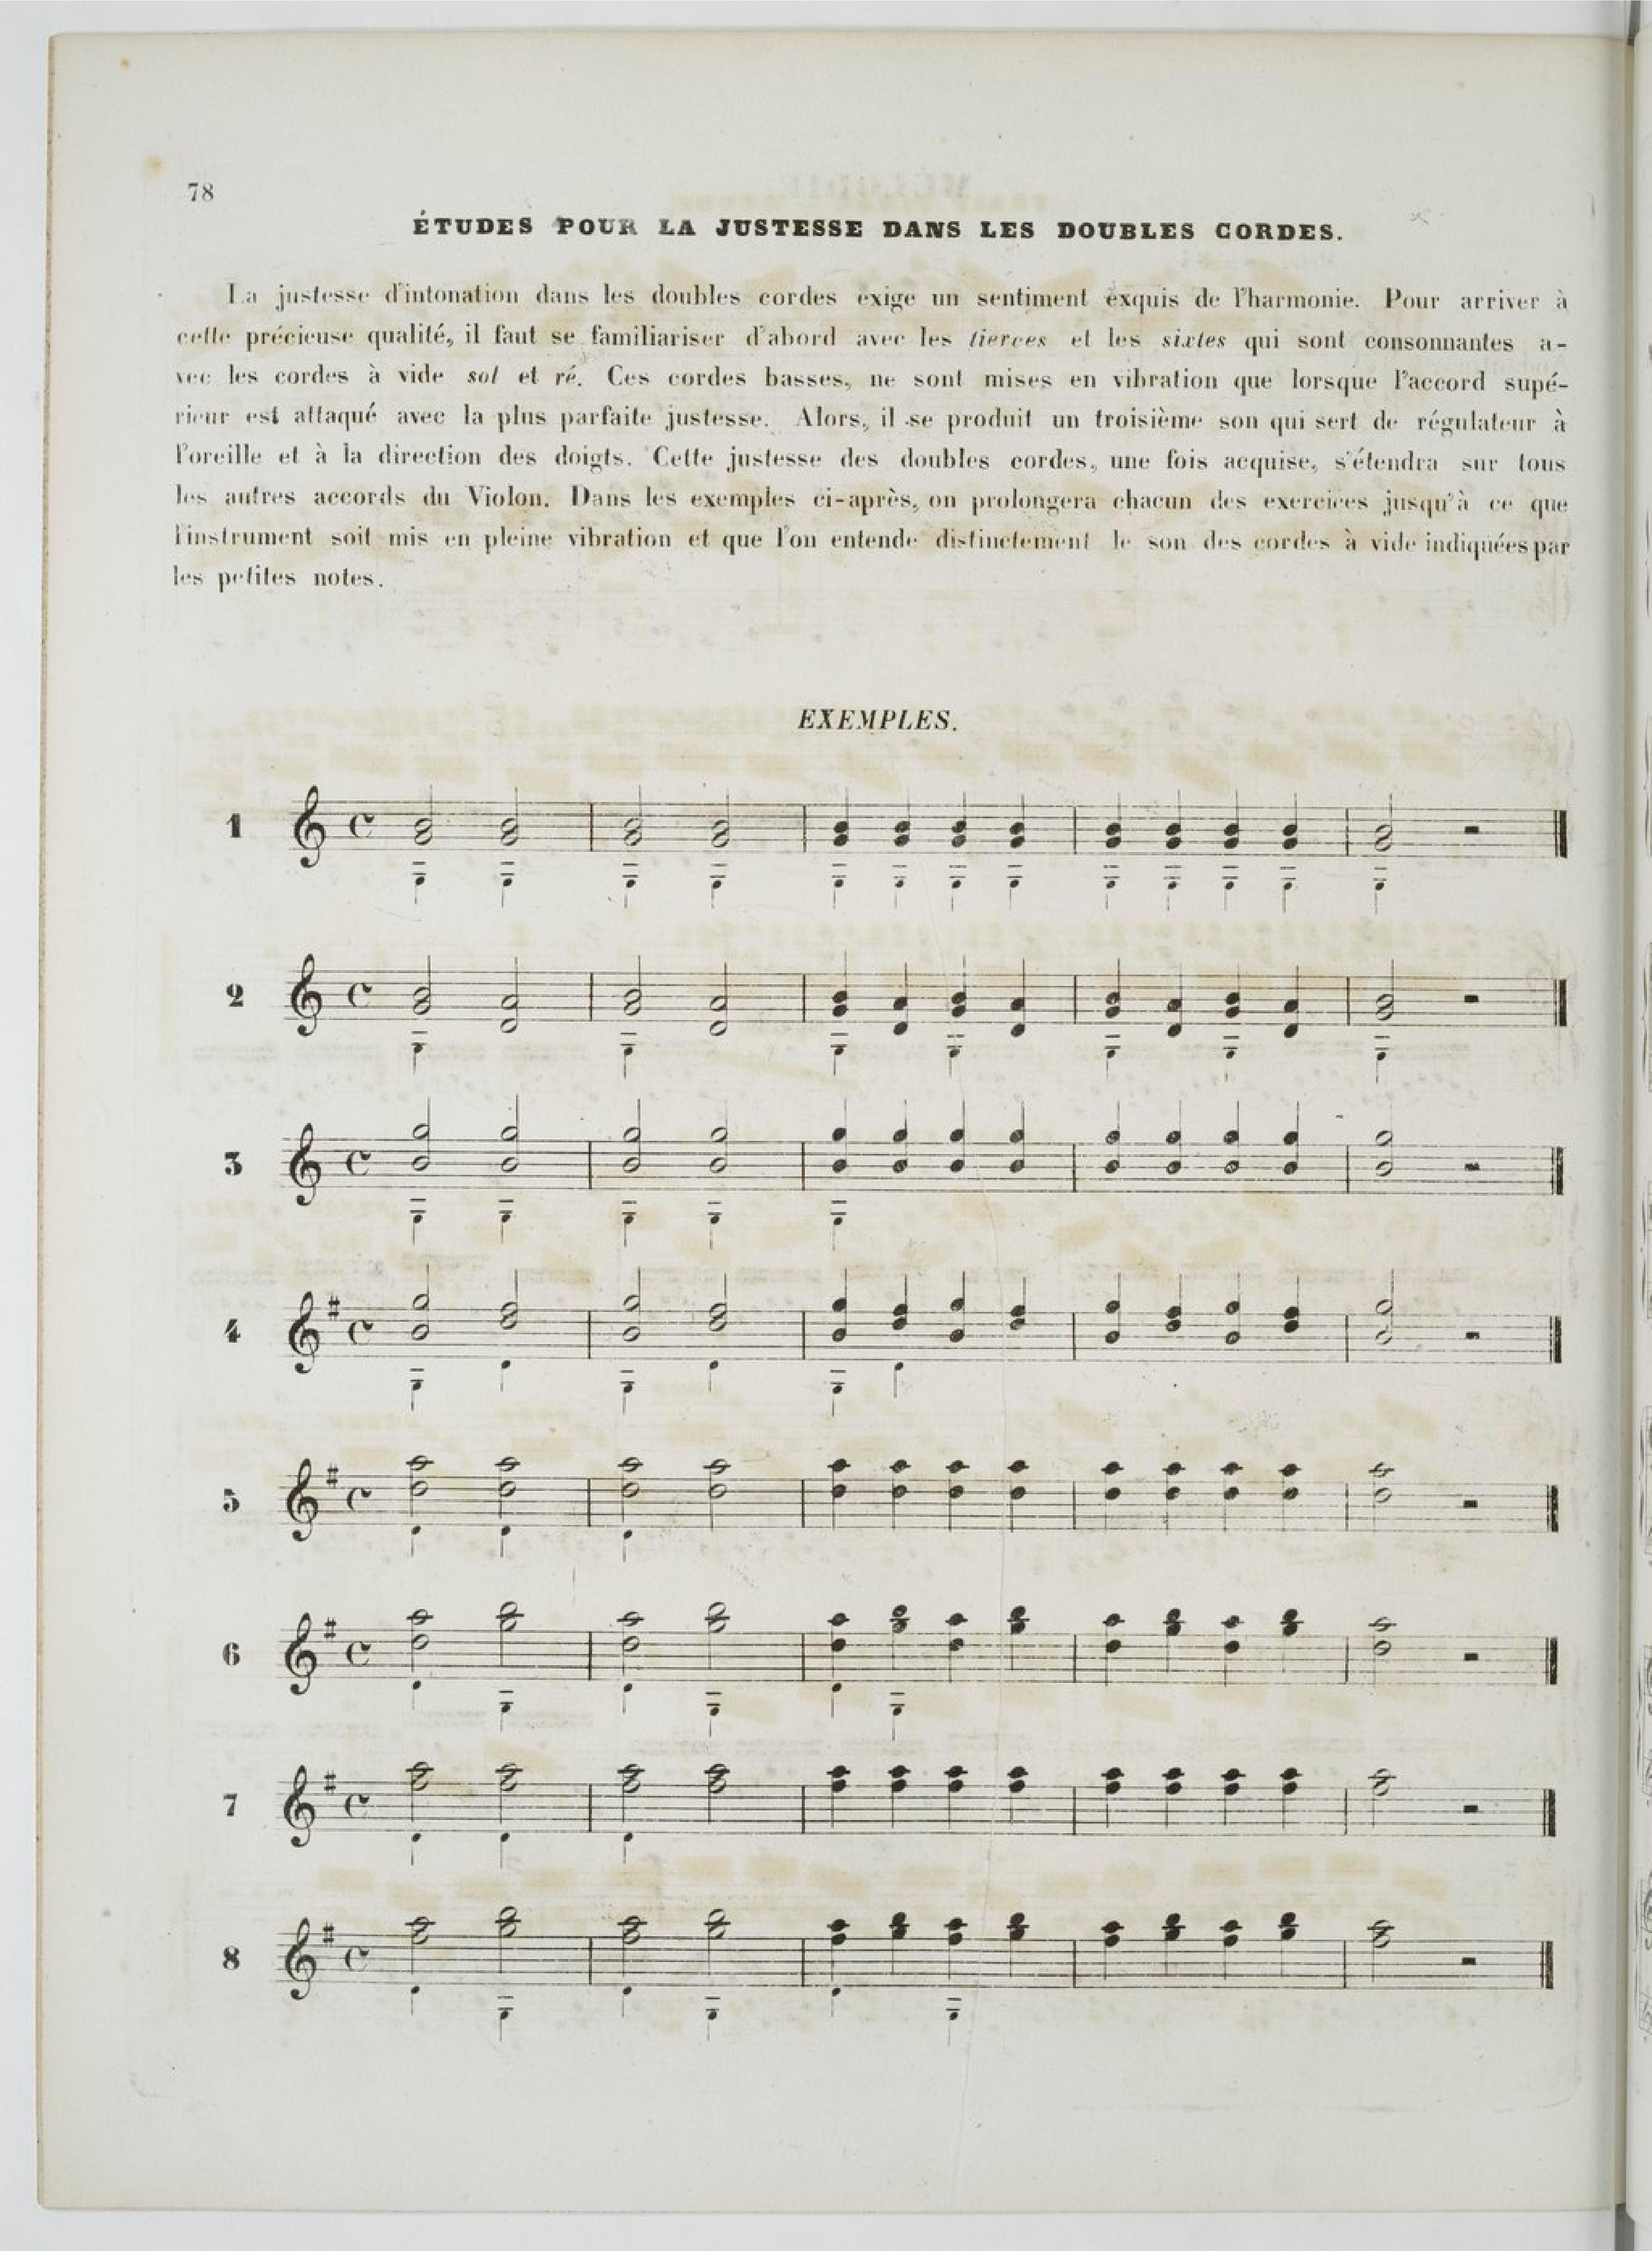 78
ÉTUDES POUR LA JUSTESSE DANS LES DOUBLES CORDES.
La justesse d'intonation dans les doubles cordes exige un sentiment exquis de l'harmonie. Pour arriver à
cette précieuse qualité, il faut se familiariser d'abord avec les tierces et les sixtes qui sont consonnantes a-
vec les cordes à vide sol et ré. Ces cordes basses, ne sont mises en vibration que lorsque l'accord supé-
rieur est attaqué avec la plus parfaite justesse. Alors, il se produit un troisième son qui sert de régulateur à
l'oreille et à la direction des doigts. Cette justesse des doubles cordes, une fois acquise, s'étendra sur tous
les autres accords du Violon. Dans les exemples ci-après, on prolongera chacun des exercices jusqu'à ce que
l'instrument soit mis en pleine vibration et que l'on entende distinctement le son des cordes à vide indiquées par
les petites notes.
EXEMPLES.
1
2
3
4
5
6
7
8